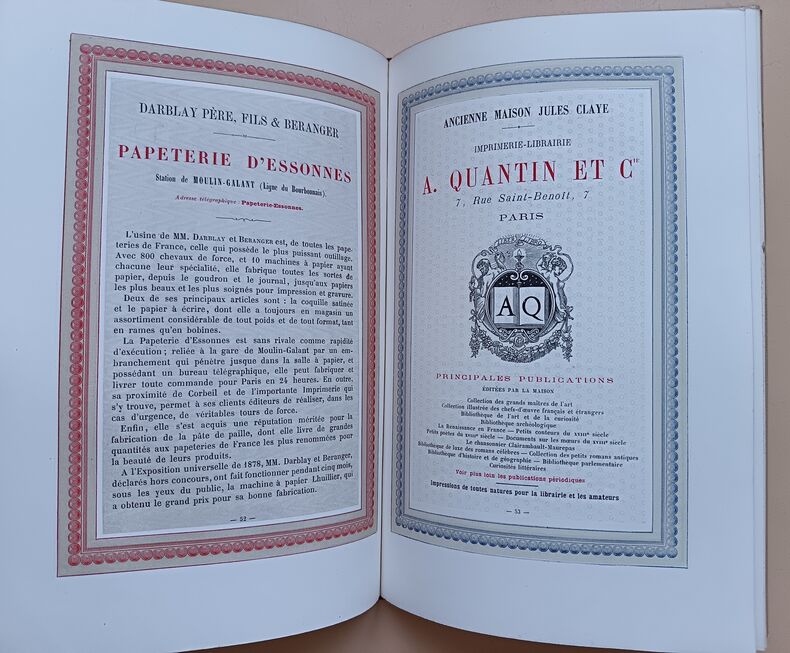 DARBLAY PÈRE, FILS & BERANGER
PAPETERIE D'ESSONNES
Station de MOULIN-GALANT (Ligne du Bourbonnais).
Adresse télégraphique : Papeterie-Essonnes.
L'usine de MM. DARBLAY et BERANGER est, de toutes les pape-
teries de France, celle qui possède le plus puissant outillage.
Avec 800 chevaux de force, et 10 machines à papier ayant
chacune leur spécialité, elle fabrique toutes les sortes de
papier, depuis le goudron et le journal, jusqu'aux papiers
les plus beaux et les plus soignés pour impression et gravure.
Deux de ses principaux articles sont : la coquille satinée
et le papier à écrire, dont elle a toujours en magasin un
assortiment considérable de tout poids et de tout format, tant
en rames qu'en bobines.
La Papeterie d'Essonnes est sans rivale comme rapidité
d'exécution ; reliée à la gare de Moulin-Galant par un em-
branchement qui pénètre jusque dans la salle à papier, et
possédant un bureau télégraphique, elle peut fabriquer et
livrer toute commande pour Paris en 24 heures. En outre,
sa proximité de Corbeil et de l'importante Imprimerie qui
s'y trouve, permet à ses clients éditeurs de réaliser, dans les
cas d'urgence, de véritables tours de force.
Enfin, elle s'est acquis une réputation méritée pour la
fabrication de la pâte de paille, dont elle livre de grandes
quantités aux papeteries de France les plus renommées pour
la beauté de leurs produits.
A l'Exposition universelle de 1878, MM. Darblay et Beranger,
déclarés hors concours, ont fait fonctionner pendant cinq mois,
sous les yeux du public, la machine à papier Lhuillier, qui
a obtenu le grand prix pour sa bonne fabrication.
— 52 —
ANCIENNE MAISON JULES CLAYE
IMPRIMERIE-LIBRAIRIE
A. QUANTIN ET Cie
7, Rue Saint-Benoît, 7
PARIS
A Q
PRINCIPALES PUBLICATIONS
ÉDITÉES PAR LA MAISON
Collection des grands maîtres de l'art
Collection illustrée des chefs-d'œuvre français et étrangers
Bibliothèque de l'art et de la curiosité
Bibliothèque archéologique
La Renaissance en France — Petits conteurs du XVIIIe siècle
Petits poètes du XVIIIe siècle — Documents sur les mœurs du XVIIIe siècle
Le chansonnier Clairambault-Maurepas
Bibliothèque de luxe des romans célèbres — Collection des petits romans antiques
Bibliothèque d'histoire et de géographie — Bibliothèque parlementaire
Curiosités littéraires
Voir plus loin les publications périodiques
Impressions de toutes natures pour la librairie et les amateurs
— 53 —